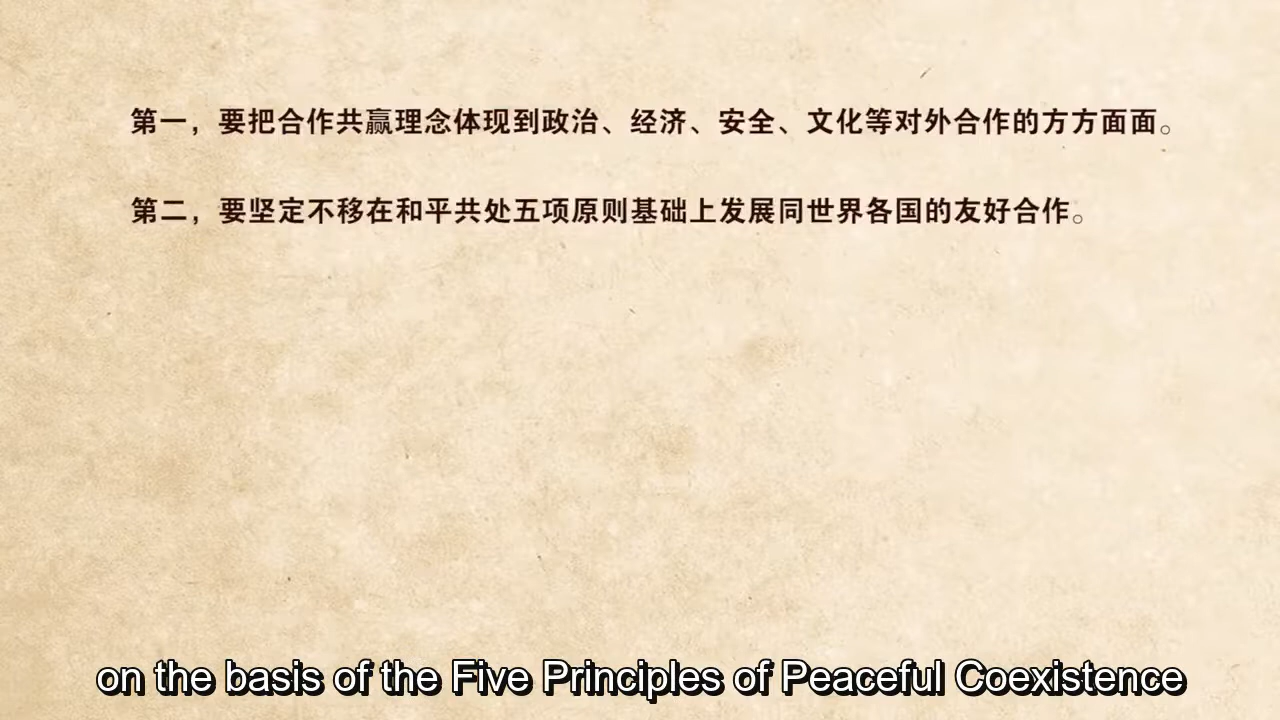 第一，要把合作共赢理念体现到政治、经济、安全、文化等对外合作的方方面面。
第二，要坚定不移在和平共处五项原则基础上发展同世界各国的友好合作。
on the basis of the Five Principles of Peaceful Coexistence